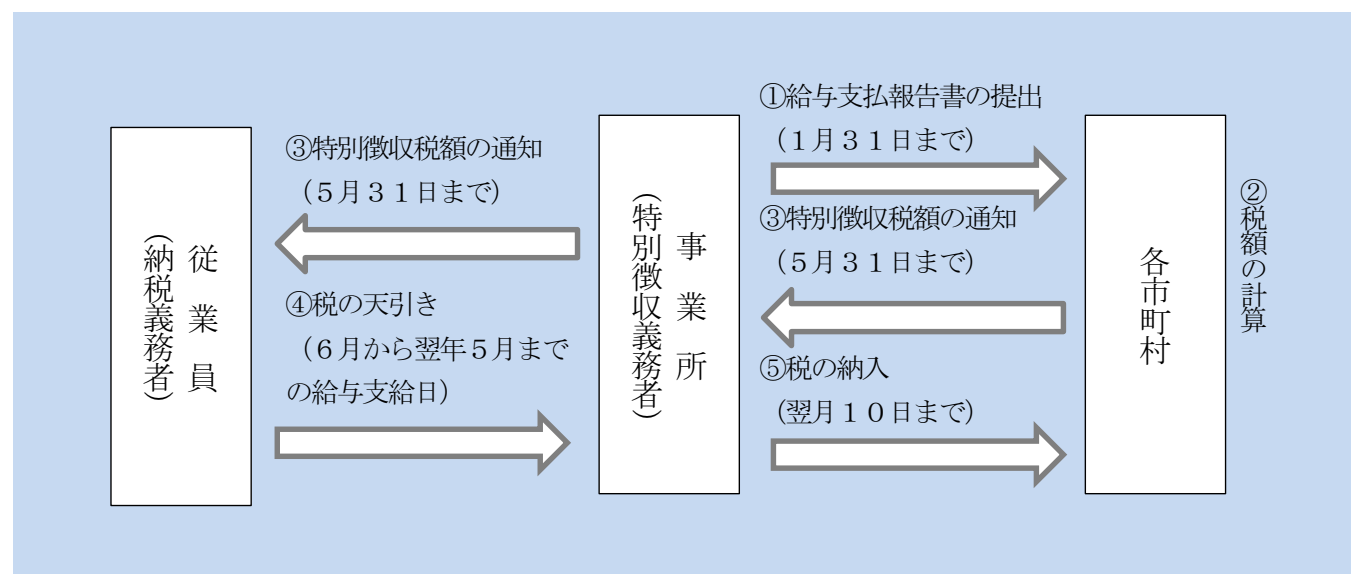 ①給与支払報告書の提出
（１月３１日まで）
③特別徴収税額の通知
（５月３１日まで）
③特別徴収税額の通知
（５月３１日まで）
④税の天引き
（６月から翌年５月まで
の給与支給日）
⑤税の納入
（翌月１０日まで）
従業員
（納税義務者）
事業所
（特別徴収義務者）
各市町村
②税額の計算